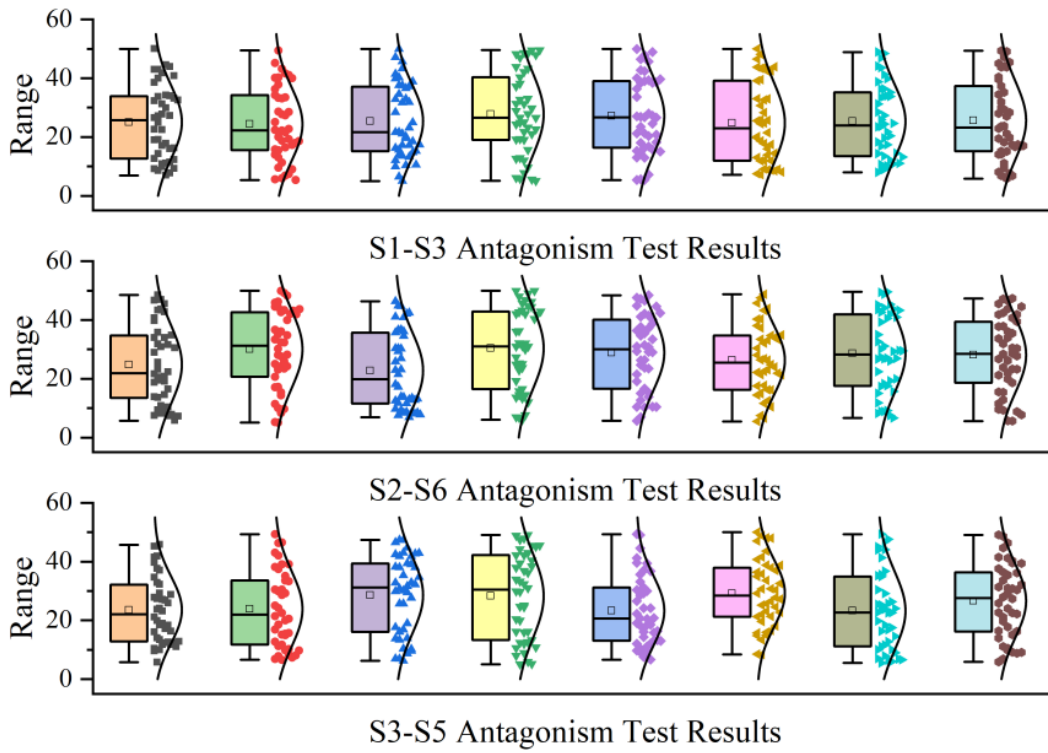 60
40
20
0
Range
S1-S3 Antagonism Test Results
60
40
20
0
Range
S2-S6 Antagonism Test Results
60
40
20
0
Range
S3-S5 Antagonism Test Results